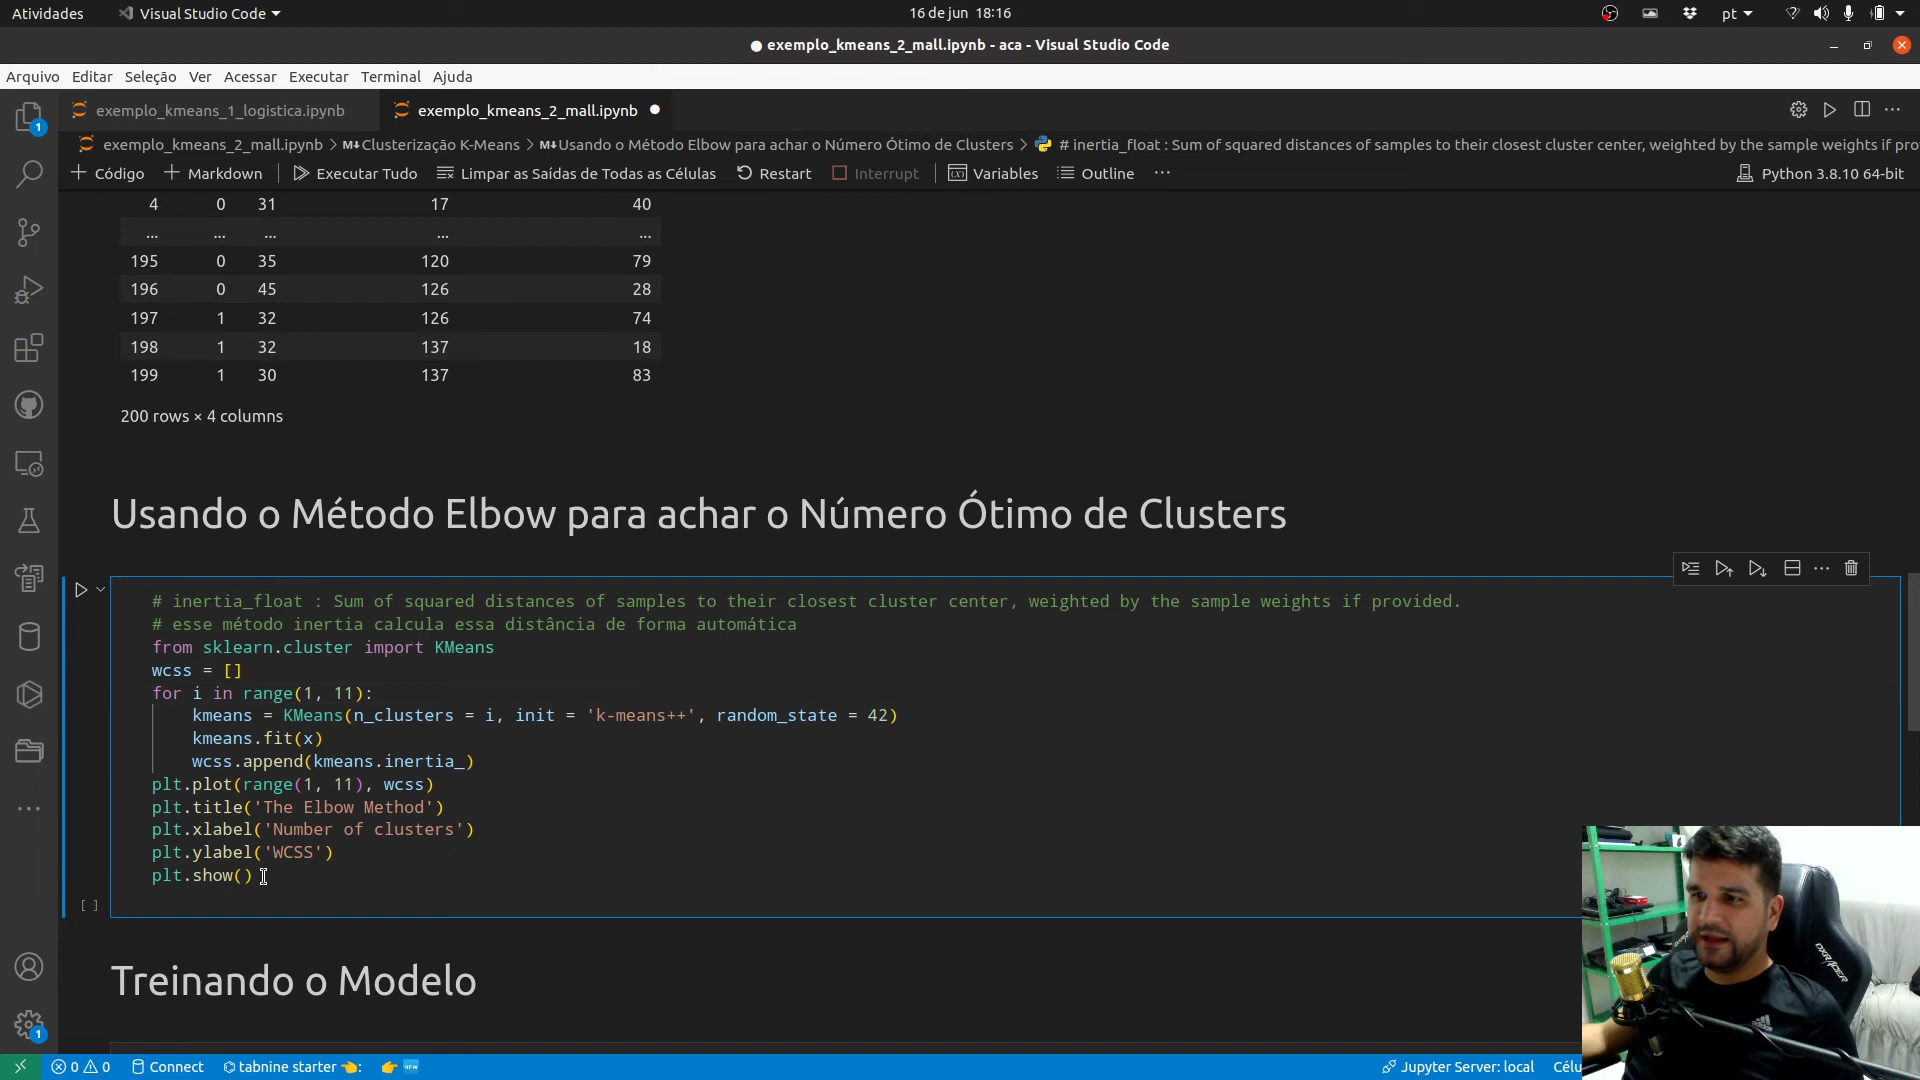 Atividades
Visual Studio Code
16 de jun 18:16
pt
● exemplo_kmeans_2_mall.ipynb - aca - Visual Studio Code
Arquivo Editar Seleção Ver Acessar Executar Terminal Ajuda
exemplo_kmeans_1_logistica.ipynb
exemplo_kmeans_2_mall.ipynb
exemplo_kmeans_2_mall.ipynb > M↓Clusterização K-Means > M↓Usando o Método Elbow para achar o Número Ótimo de Clusters > # inertia_float : Sum of squared distances of samples to their closest cluster center, weighted by the sample weights if pro
+ Código + Markdown Executar Tudo Limpar as Saídas de Todas as Células Restart Interrupt Variables Outline ···
Python 3.8.10 64-bit
4 0 31 17 40
... ... ... ... ...
195 0 35 120 79
196 0 45 126 28
197 1 32 126 74
198 1 32 137 18
199 1 30 137 83
200 rows × 4 columns
Usando o Método Elbow para achar o Número Ótimo de Clusters
# inertia_float : Sum of squared distances of samples to their closest cluster center, weighted by the sample weights if provided.
# esse método inertia calcula essa distância de forma automática
from sklearn.cluster import KMeans
wcss = []
for i in range(1, 11):
kmeans = KMeans(n_clusters = i, init = 'k-means++', random_state = 42)
kmeans.fit(x)
wcss.append(kmeans.inertia_)
plt.plot(range(1, 11), wcss)
plt.title('The Elbow Method')
plt.xlabel('Number of clusters')
plt.ylabel('WCSS')
plt.show()
[ ]
Treinando o Modelo
1
1
0 0 Connect tabnine starter
NEW
Jupyter Server: local
Célu
DXRACER
adidas